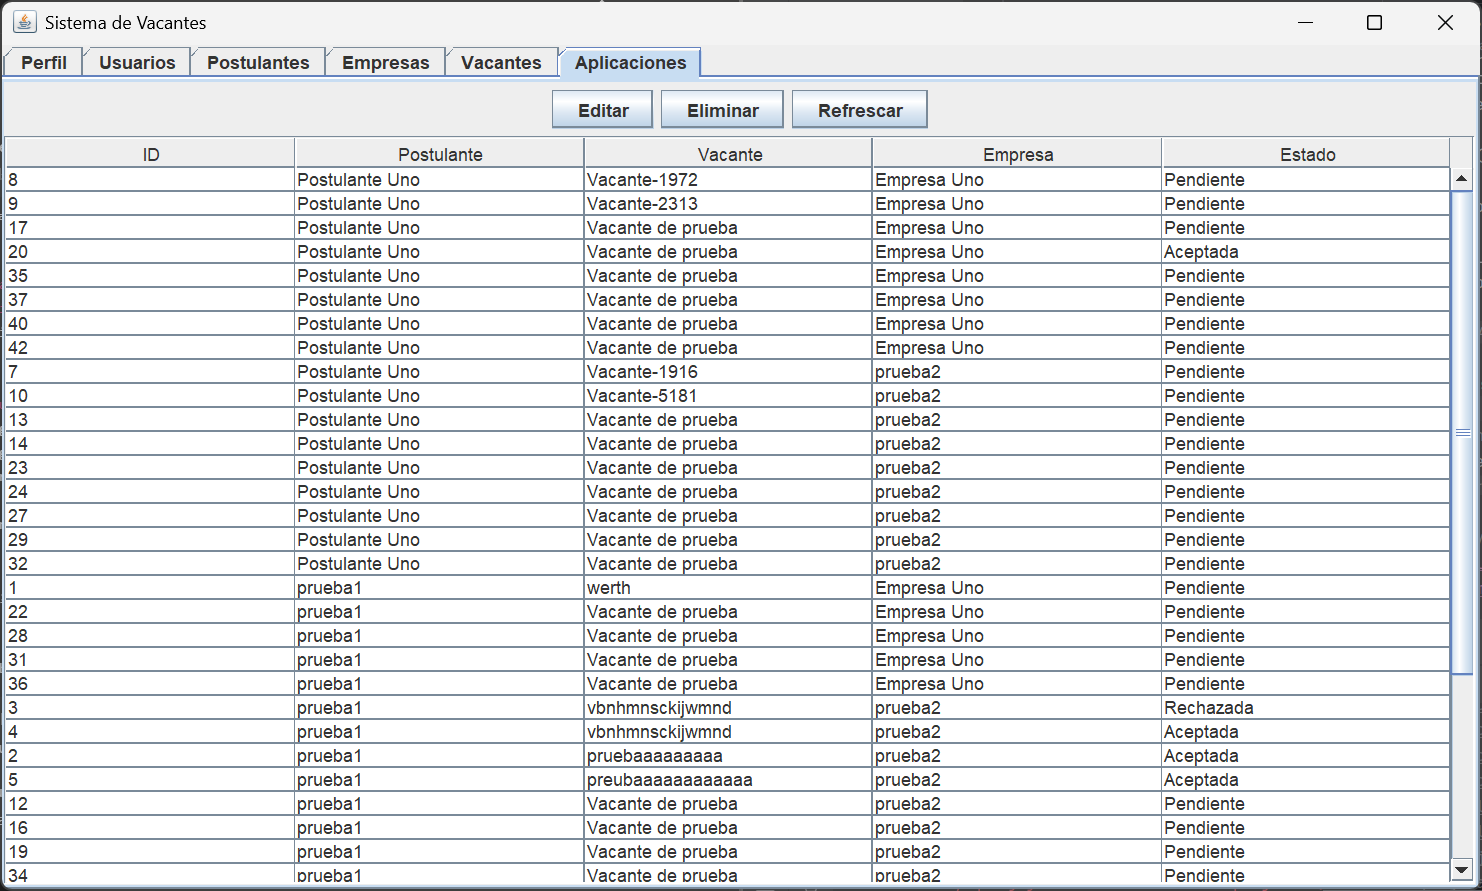 Sistema de Vacantes
Perfil Usuarios Postulantes Empresas Vacantes Aplicaciones
Editar Eliminar Refrescar
ID Postulante Vacante Empresa Estado
8 Postulante Uno Vacante-1972 Empresa Uno Pendiente
9 Postulante Uno Vacante-2313 Empresa Uno Pendiente
17 Postulante Uno Vacante de prueba Empresa Uno Pendiente
20 Postulante Uno Vacante de prueba Empresa Uno Aceptada
35 Postulante Uno Vacante de prueba Empresa Uno Pendiente
37 Postulante Uno Vacante de prueba Empresa Uno Pendiente
40 Postulante Uno Vacante de prueba Empresa Uno Pendiente
42 Postulante Uno Vacante de prueba Empresa Uno Pendiente
7 Postulante Uno Vacante-1916 prueba2 Pendiente
10 Postulante Uno Vacante-5181 prueba2 Pendiente
13 Postulante Uno Vacante de prueba prueba2 Pendiente
14 Postulante Uno Vacante de prueba prueba2 Pendiente
23 Postulante Uno Vacante de prueba prueba2 Pendiente
24 Postulante Uno Vacante de prueba prueba2 Pendiente
27 Postulante Uno Vacante de prueba prueba2 Pendiente
29 Postulante Uno Vacante de prueba prueba2 Pendiente
32 Postulante Uno Vacante de prueba prueba2 Pendiente
1 prueba1 werth Empresa Uno Pendiente
22 prueba1 Vacante de prueba Empresa Uno Pendiente
28 prueba1 Vacante de prueba Empresa Uno Pendiente
31 prueba1 Vacante de prueba Empresa Uno Pendiente
36 prueba1 Vacante de prueba Empresa Uno Pendiente
3 prueba1 vbnhmnsckijwmnd prueba2 Rechazada
4 prueba1 vbnhmnsckijwmnd prueba2 Aceptada
2 prueba1 pruebaaaaaaaaa prueba2 Aceptada
5 prueba1 preubaaaaaaaaaaaa prueba2 Aceptada
12 prueba1 Vacante de prueba prueba2 Pendiente
16 prueba1 Vacante de prueba prueba2 Pendiente
19 prueba1 Vacante de prueba prueba2 Pendiente
34 prueba1 Vacante de prueba prueba2 Pendiente